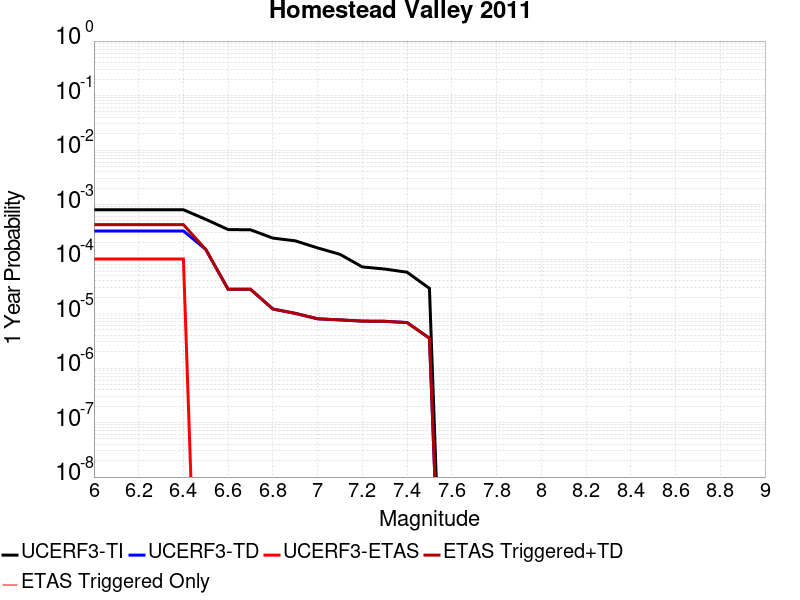 Homestead Valley 2011
1 Year Probability
10^0
10^-1
10^-2
10^-3
10^-4
10^-5
10^-6
10^-7
10^-8
6 6.2 6.4 6.6 6.8 7 7.2 7.4 7.6 7.8 8 8.2 8.4 8.6 8.8 9
Magnitude
UCERF3-TI UCERF3-TD UCERF3-ETAS ETAS Triggered+TD
ETAS Triggered Only